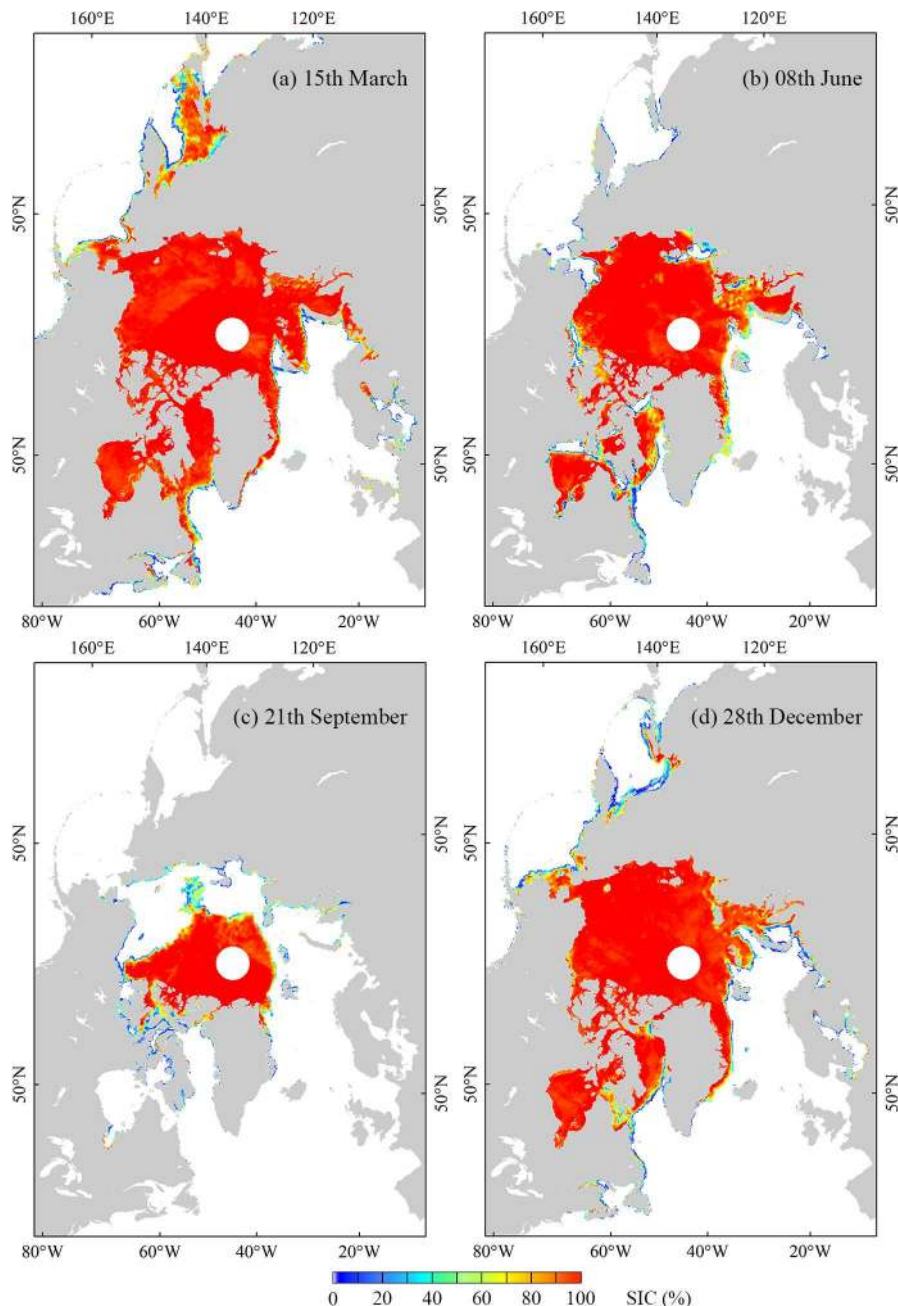 160°E 140°E 120°E
160°E 140°E 120°E
(a) 15th March
(b) 08th June
50°N
50°N
50°N
50°N
50°N
50°N
50°N
50°N
80°W 60°W 40°W 20°W
80°W 60°W 40°W 20°W
160°E 140°E 120°E
160°E 140°E 120°E
(c) 21th September
(d) 28th December
50°N
50°N
50°N
50°N
50°N
50°N
50°N
50°N
80°W 60°W 40°W 20°W
80°W 60°W 40°W 20°W
0 20 40 60 80 100 SIC (%)